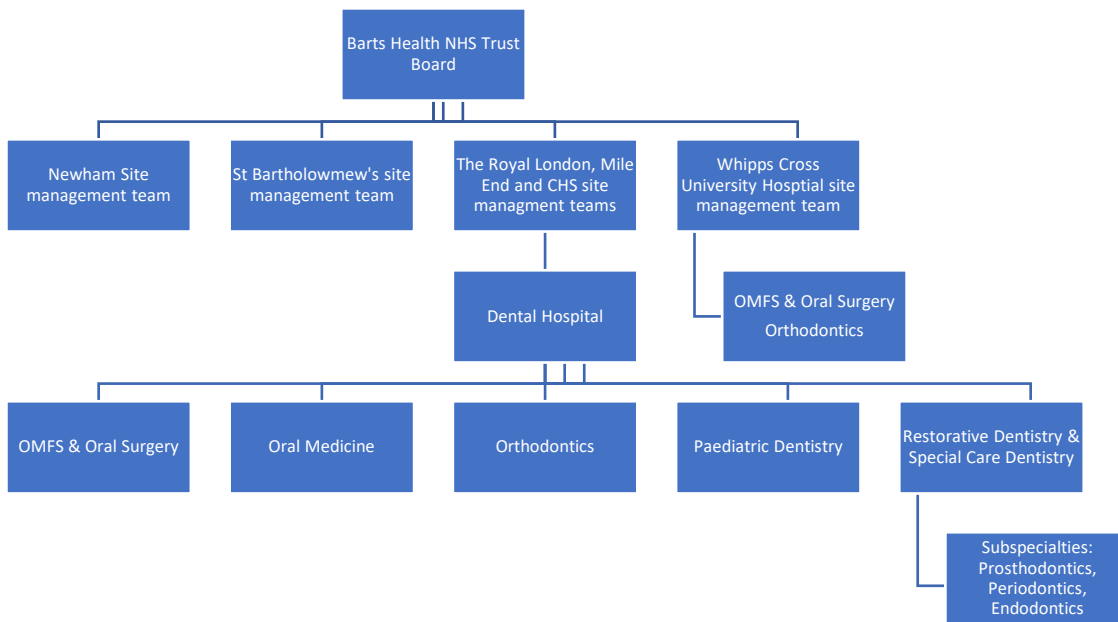 Barts Health NHS Trust
Board
Newham Site
management team
St Bartholowmew's site
management team
The Royal London, Mile
End and CHS site
managment teams
Whipps Cross
University Hosptial site
management team
Dental Hospital
OMFS & Oral Surgery
Orthodontics
OMFS & Oral Surgery
Oral Medicine
Orthodontics
Paediatric Dentistry
Restorative Dentistry &
Special Care Dentistry
Subspecialties:
Prosthodontics,
Periodontics,
Endodontics